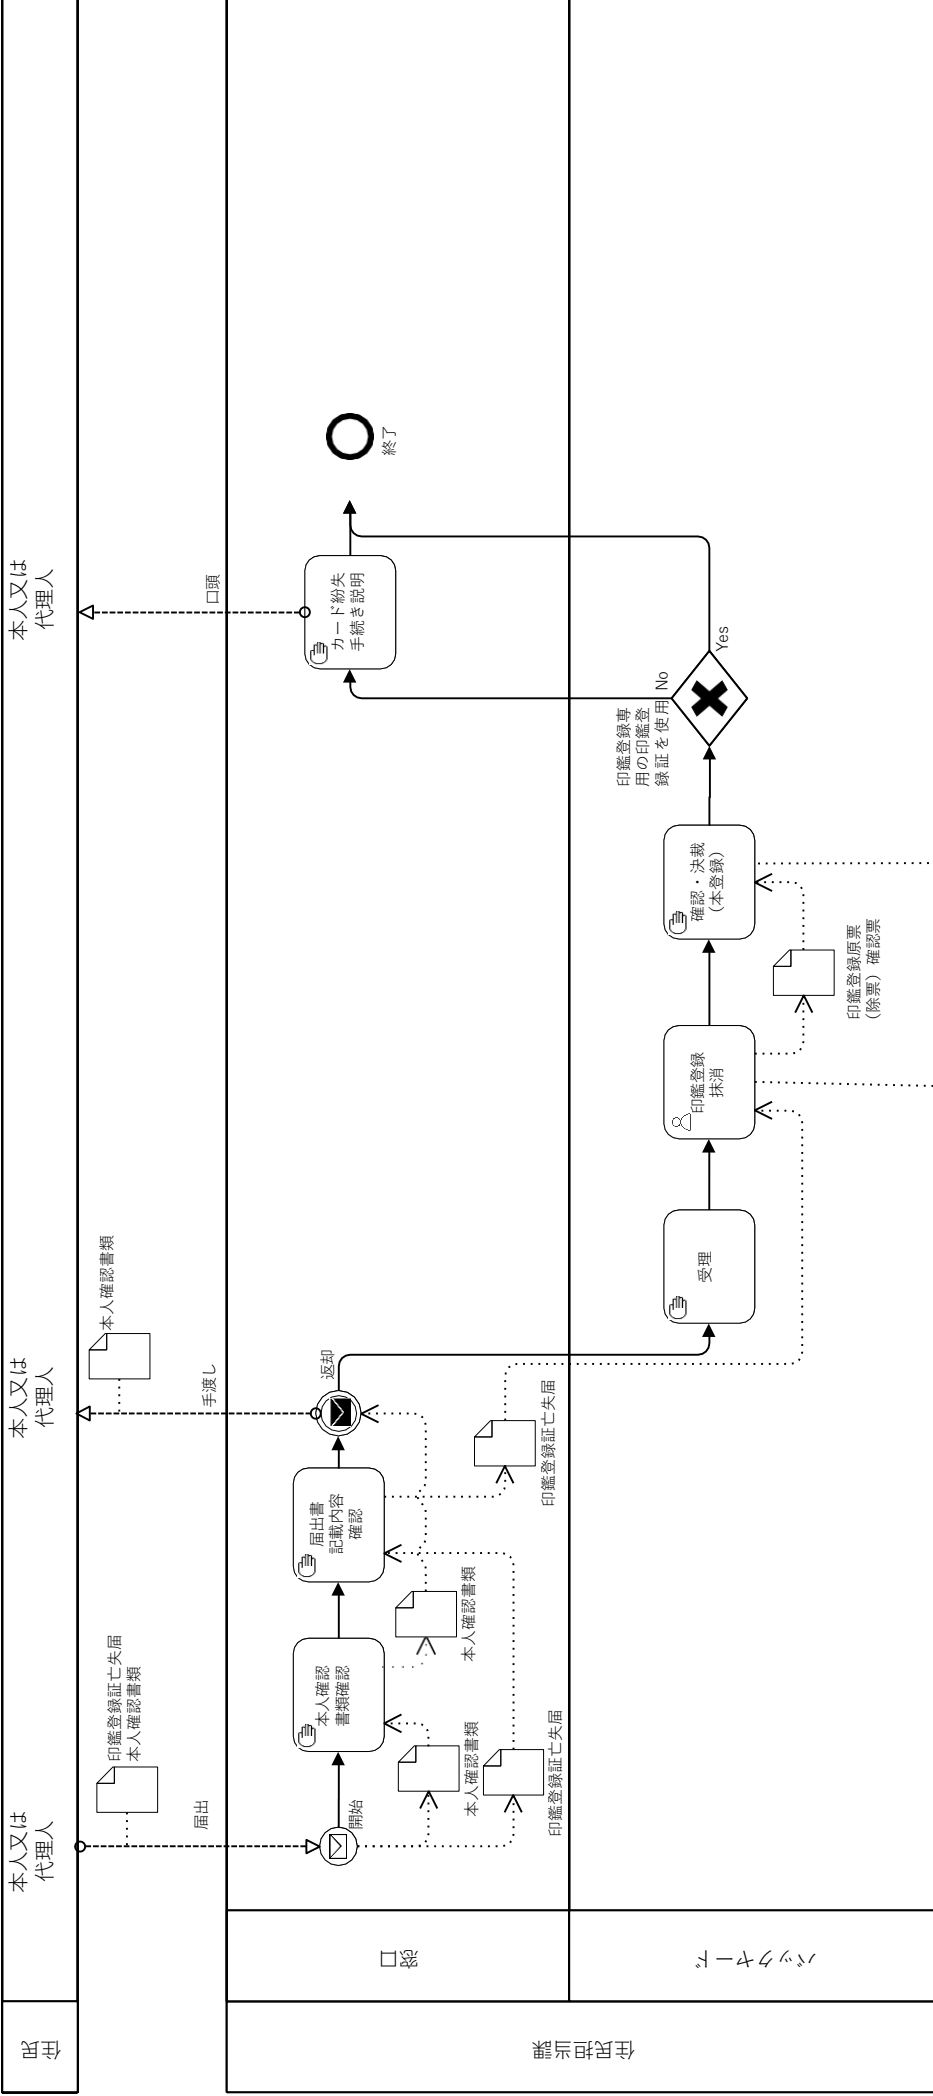 住民
本人又は
代理人
本人又は
代理人
本人又は
代理人
印鑑登録証亡失届
本人確認書類
届出
本人確認書類
手渡し
口頭
住民担当課
窓口
開始
本人確認
書類確認
届出書
記載内容
確認
返却
カード紛失
手続き説明
終了
本人確認書類
印鑑登録証亡失届
本人確認書類
印鑑登録証亡失届
バックヤード
受理
印鑑登録
抹消
確認・決裁
（本登録）
印鑑登録専
用の印鑑登
録証を使用
No
Yes
印鑑登録原票
（除票）確認票